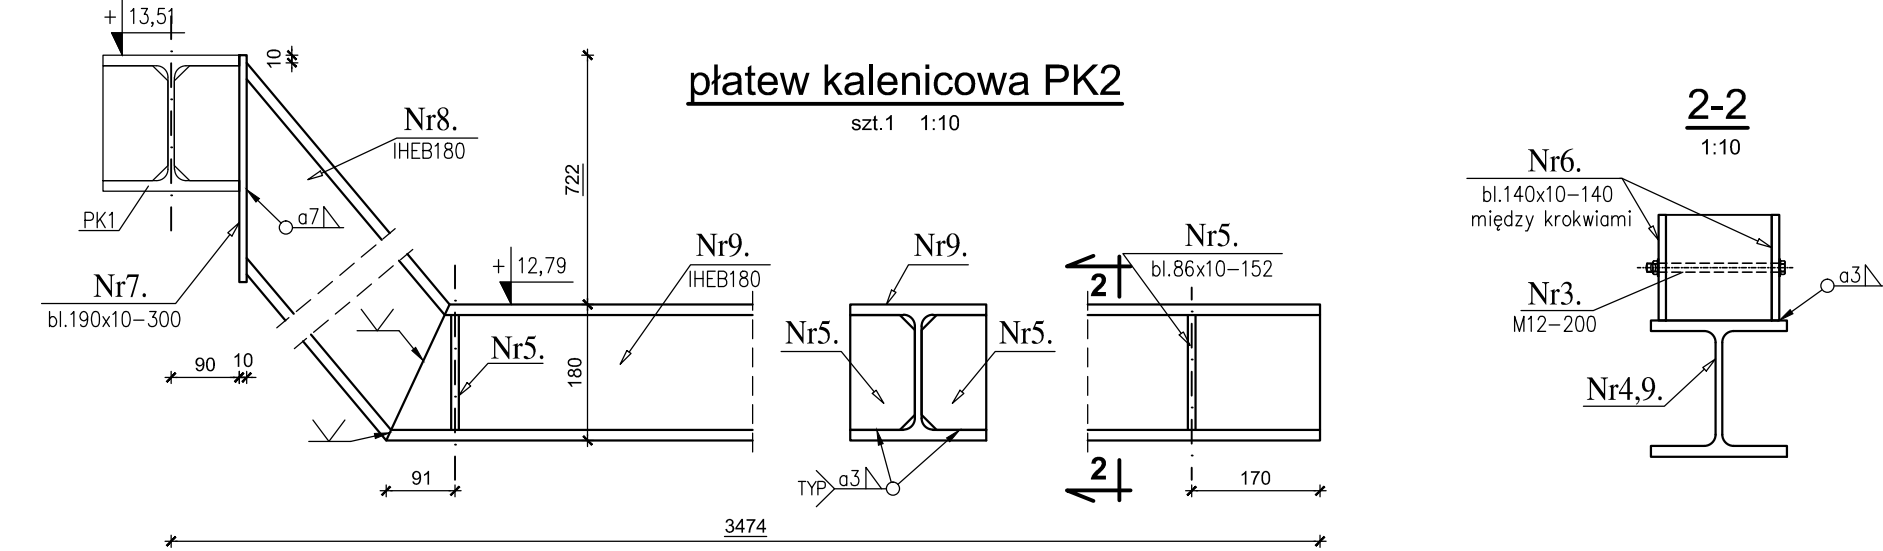 + 13,51
10
płatew kalenicowa PK2
szt.1 1:10
2-2
1:10
Nr8.
IHEB180
722
Nr6.
bl.140x10-140
między krokwiami
PK1
a7
Nr7.
bl.190x10-300
+ 12,79
Nr9.
IHEB180
Nr9.
Nr5.
bl.86x10-152
2
a3
Nr3.
M12-200
90
10
Nr5.
180
Nr5.
Nr5.
Nr4,9.
91
TYP
a3
2
170
3474